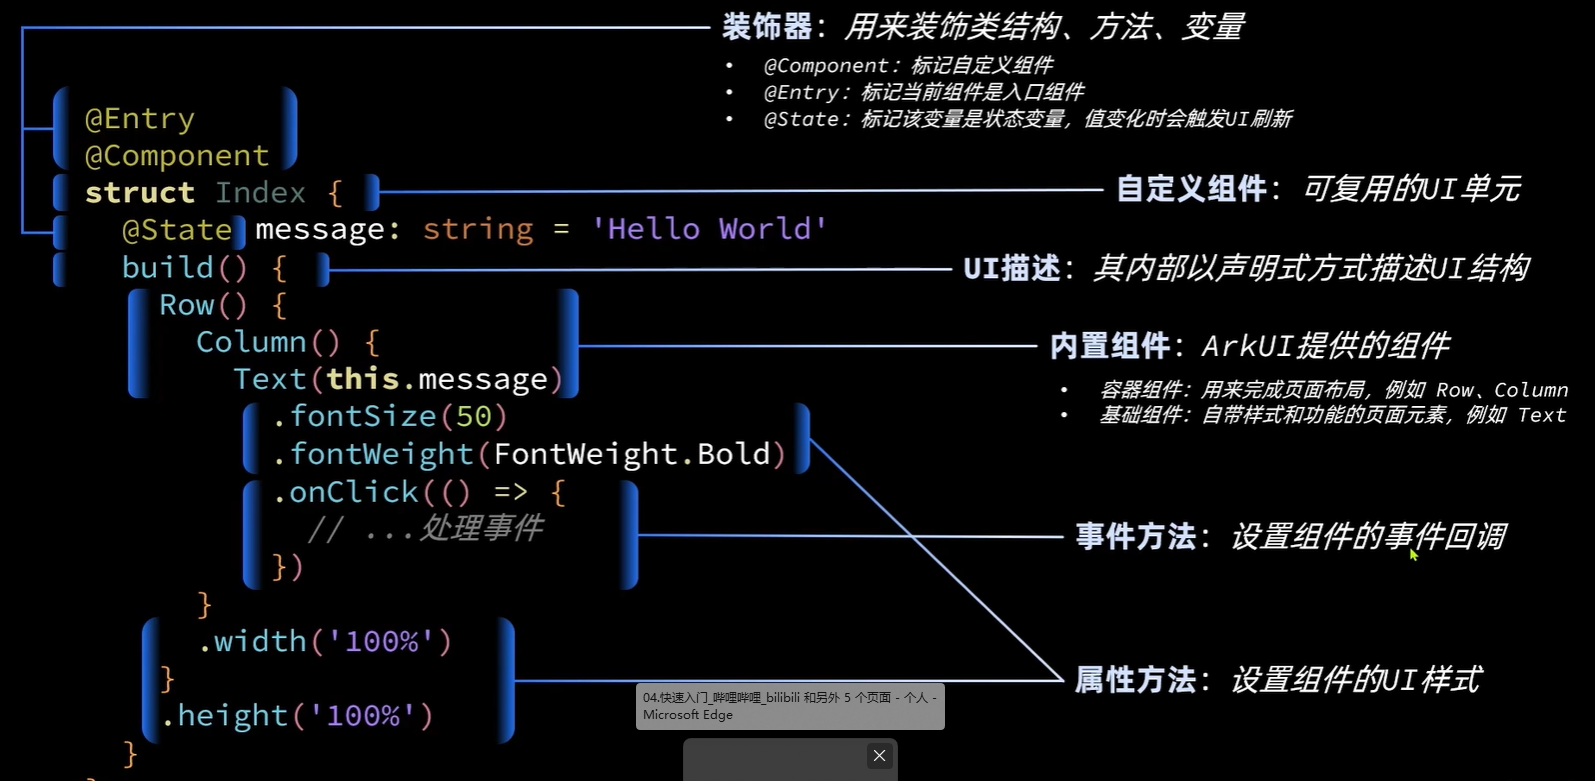 装饰器：用来装饰类结构、方法、变量
• @Component：标记自定义组件
• @Entry：标记当前组件是入口组件
• @State：标记该变量是状态变量，值变化时会触发UI刷新
@Entry
@Component
struct Index {
自定义组件：可复用的UI单元
@State message: string = 'Hello World'
build() {
UI描述：其内部以声明式方式描述UI结构
Row() {
Column() {
内置组件：ArkUI提供的组件
Text(this.message)
• 容器组件：用来完成页面布局，例如 Row、Column
• 基础组件：自带样式和功能的页面元素，例如 Text
.fontSize(50)
.fontWeight(FontWeight.Bold)
.onClick(() => {
// ...处理事件
事件方法：设置组件的事件回调
})
}
.width('100%')
}
属性方法：设置组件的UI样式
.height('100%')
04.快速入门_哔哩哔哩_bilibili 和另外 5 个页面 - 个人 -
Microsoft Edge
}